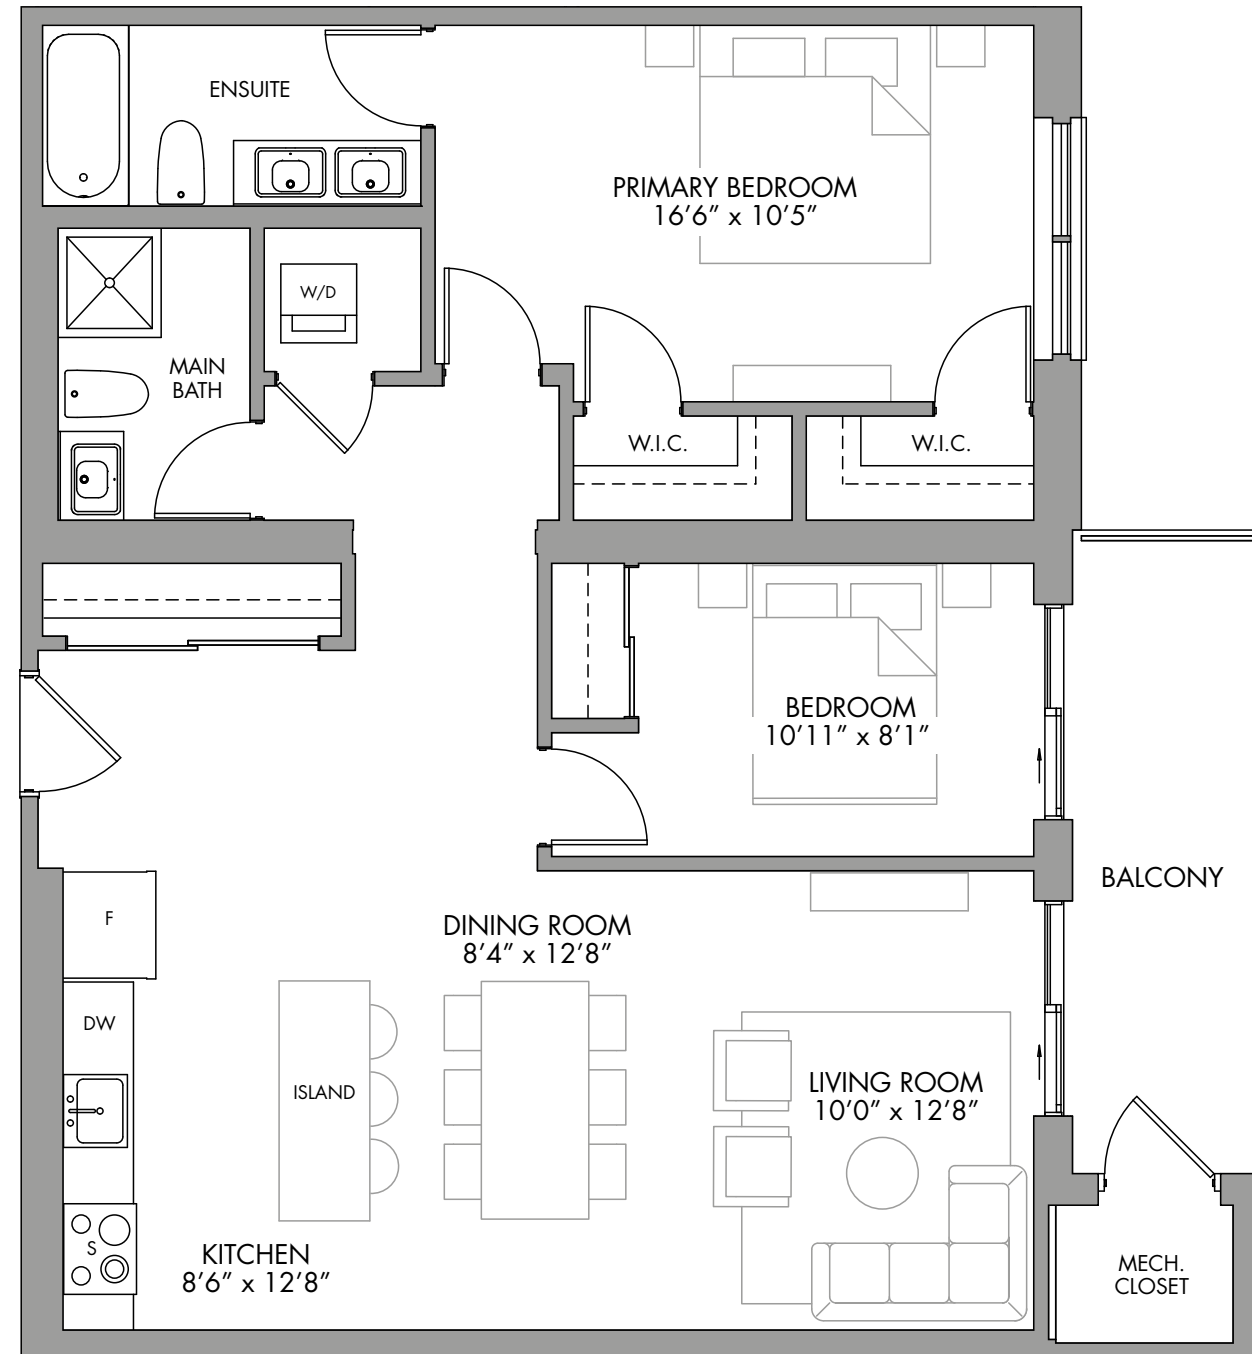 ENSUITE
PRIMARY BEDROOM
16’6” x 10’5”
W/D
MAIN
BATH
W.I.C.
W.I.C.
BEDROOM
10’11” x 8’1”
BALCONY
F
DINING ROOM
8’4” x 12’8”
DW
ISLAND
LIVING ROOM
10’0” x 12’8”
S
KITCHEN
8’6” x 12’8”
MECH.
CLOSET